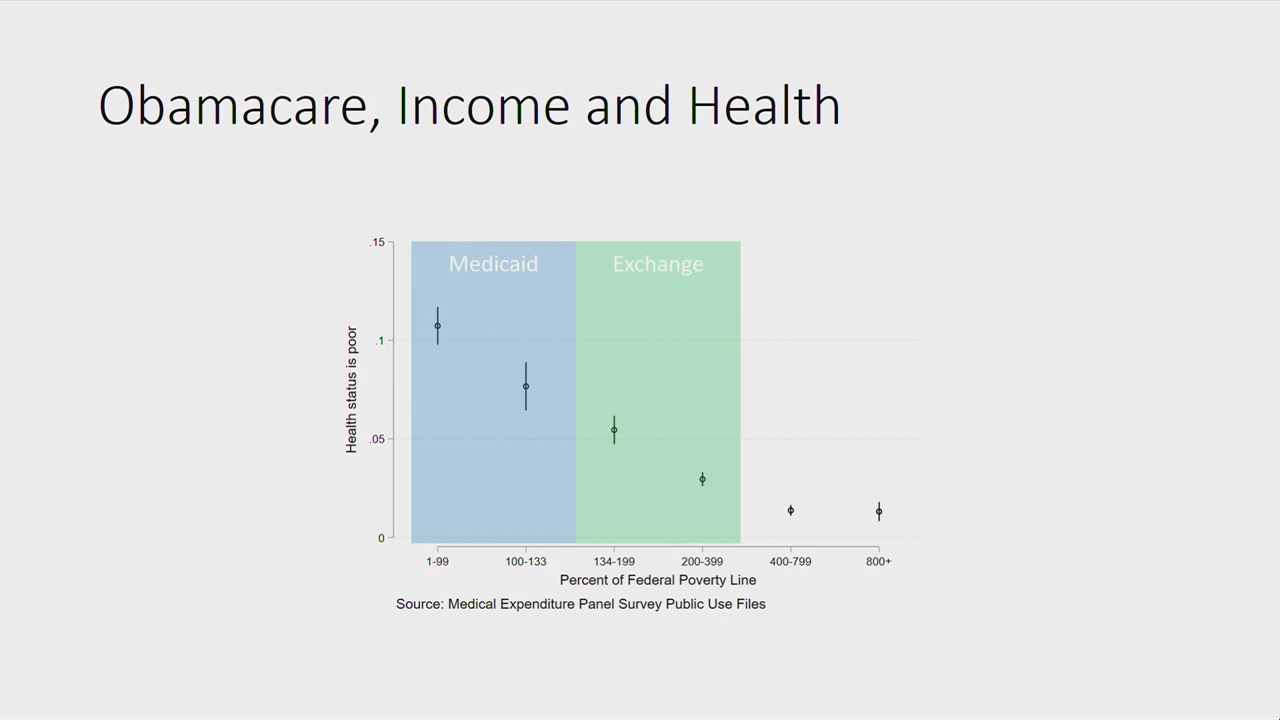 Obamacare, Income and Health
Medicaid
Exchange
.15
.1
.05
0
Health status is poor
1-99
100-133
134-199
200-399
400-799
800+
Percent of Federal Poverty Line
Source: Medical Expenditure Panel Survey Public Use Files